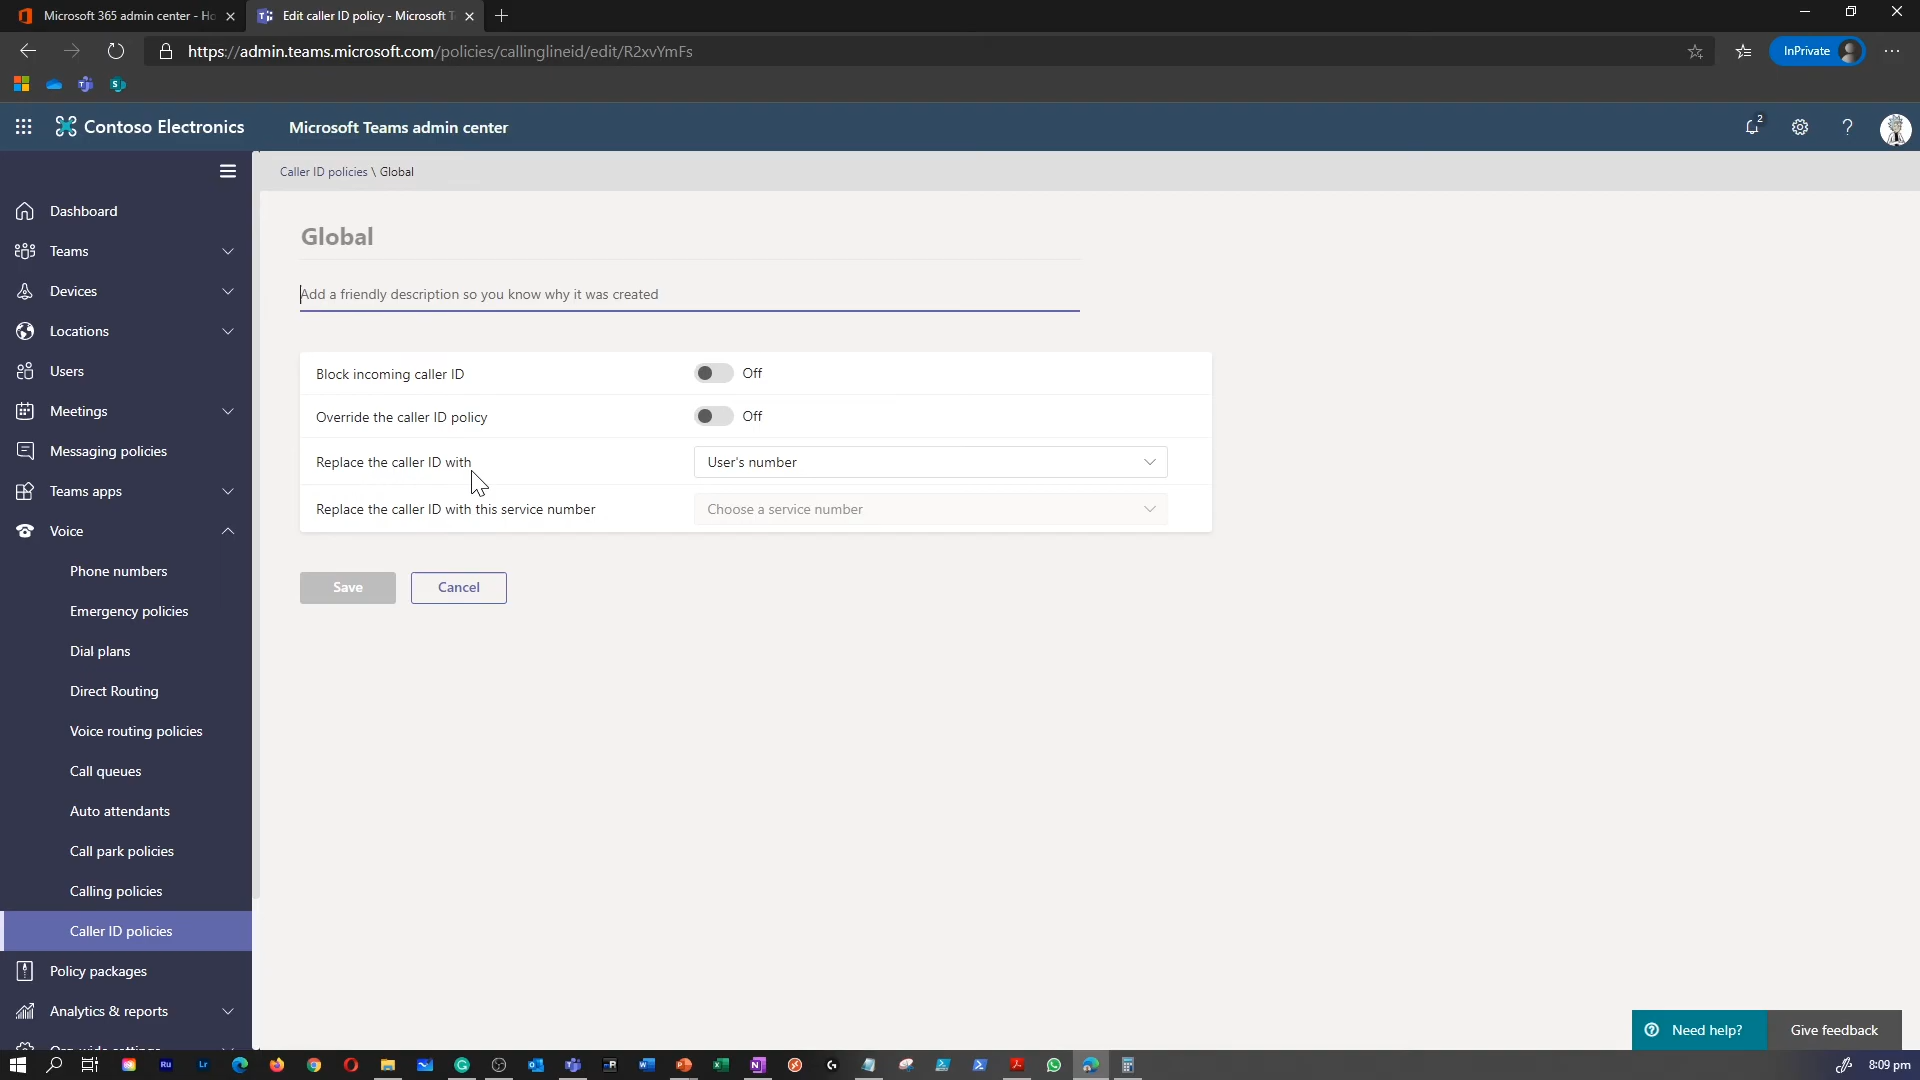 Microsoft 365 admin center - Ho
Edit caller ID policy - Microsoft T
https://admin.teams.microsoft.com/policies/callinglineid/edit/R2xvYmFs
InPrivate
Contoso Electronics
Microsoft Teams admin center
2
Caller ID policies \ Global
Dashboard
Teams
Devices
Locations
Users
Meetings
Messaging policies
Teams apps
Voice
Phone numbers
Emergency policies
Dial plans
Direct Routing
Voice routing policies
Call queues
Auto attendants
Call park policies
Calling policies
Caller ID policies
Policy packages
Analytics & reports
Org-wide settings
Global
Add a friendly description so you know why it was created
Block incoming caller ID Off
Override the caller ID policy Off
Replace the caller ID with User's number
Replace the caller ID with this service number Choose a service number
Save Cancel
Need help? Give feedback
8:09 pm